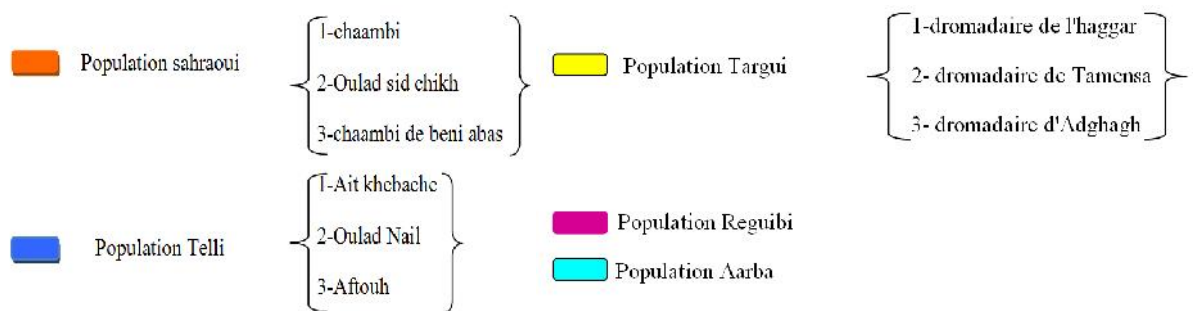 Population sahraoui
1-chaambi
2-Oulad sid chikh
3-chaambi de beni abas
Population Targui
1-dromadaire de l'haggar
2- dromadaire de Tamensa
3- dromadaire d'Adghagh
Population Telli
1-Ait khebache
2-Oulad Nail
3-Aftouh
Population Reguibi
Population Aarba